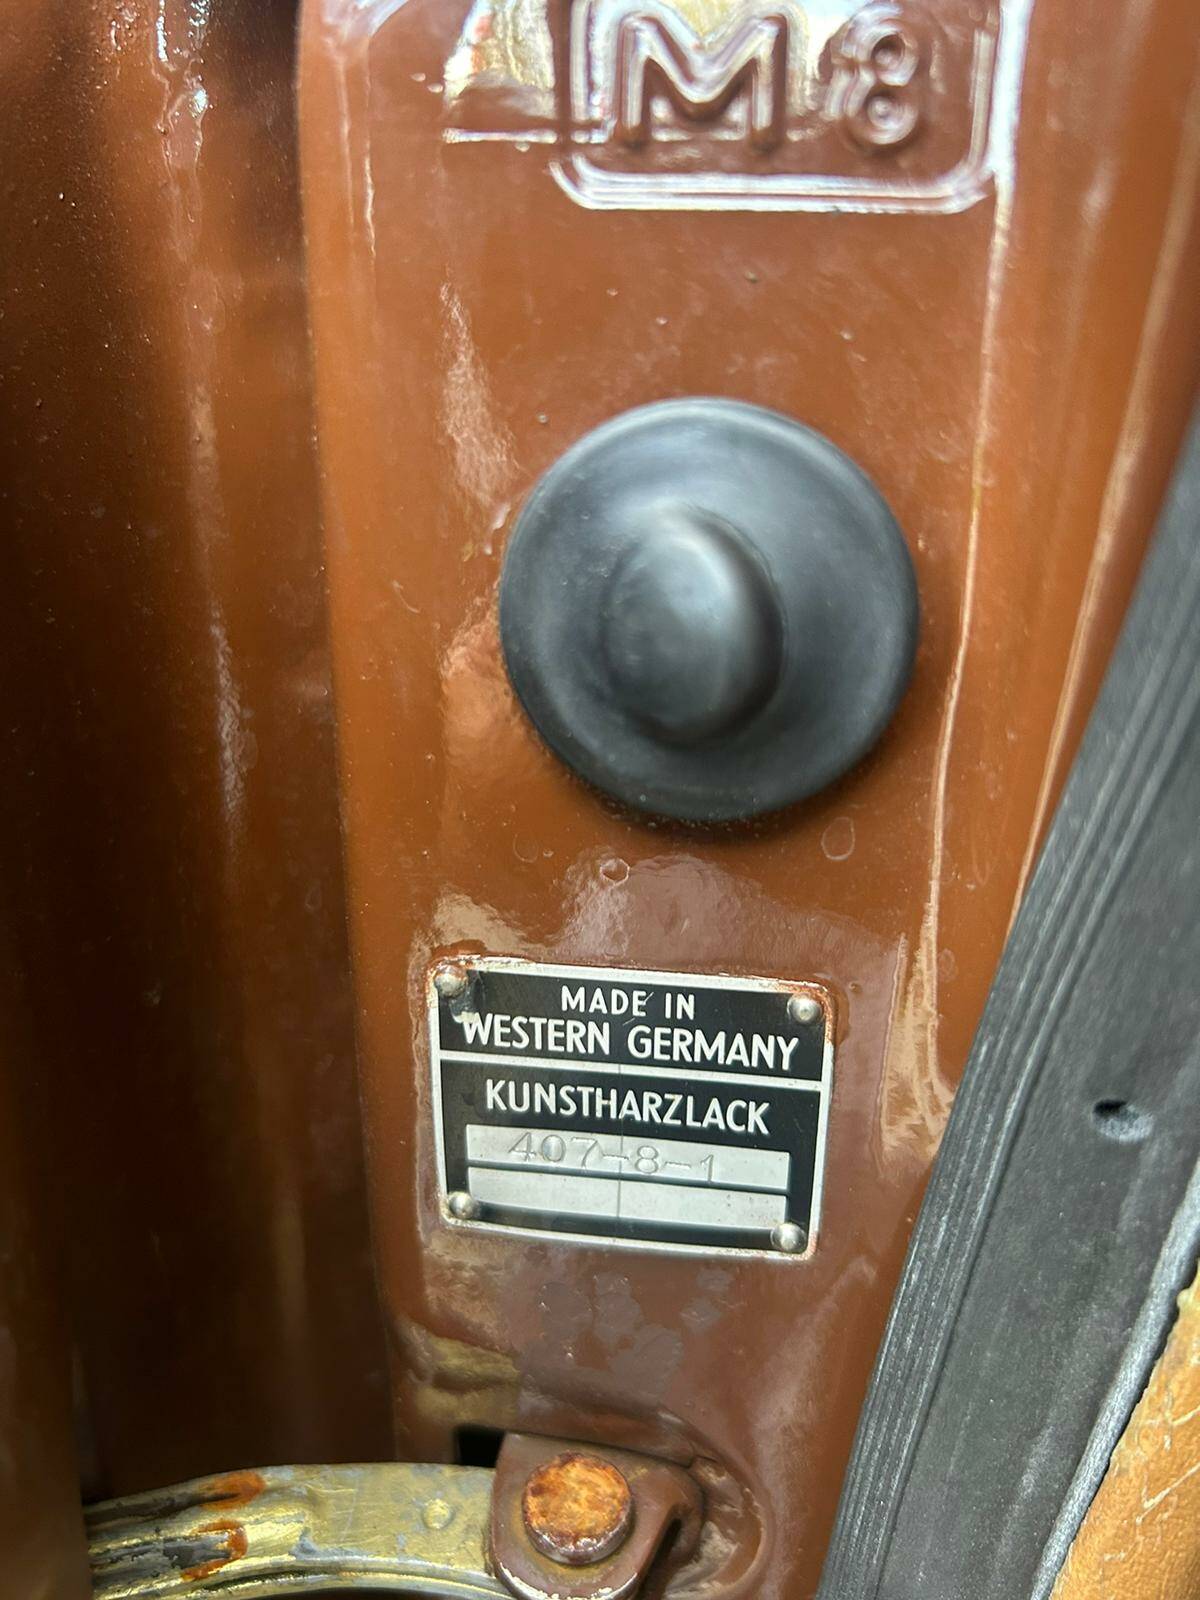 M8
MADE IN
WESTERN GERMANY
KUNSTHARZLACK
407-8-1